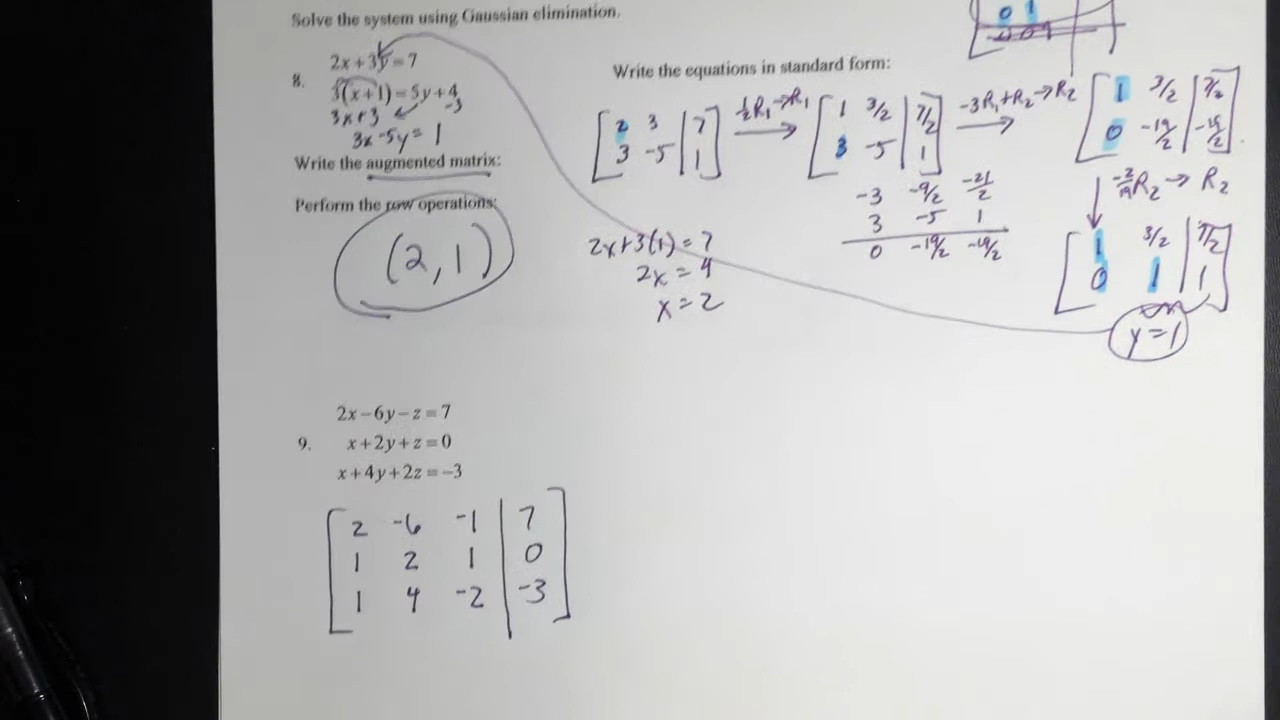 Solve the system using Gaussian elimination.
0 1
2x + 3y = 7
8.
3(x+1) = 5y + 4
-3
3x+3
3x - 5y = 1
Write the augmented matrix:
Perform the row operations:
(2, 1)
Write the equations in standard form:
2 3 | 7
3 -5 | 1
½R₁→R₁
1 3/2 | 7/2
3 -5 | 1
-3R₁+R₂→R₂
1 3/2 | 7/2
0 -19/2 | -19/2
-3 -9/2 -21/2
3 -5 1
0 -19/2 -19/2
-2/19 R₂ → R₂
1 3/2 | 7/2
0 1 | 1
y = 1
2x+3(1) = 7
2x = 4
x = 2
2x - 6y - z = 7
9. x + 2y + z = 0
x + 4y + 2z = -3
2 -6 -1 | 7
1 2 1 | 0
1 4 -2 | -3